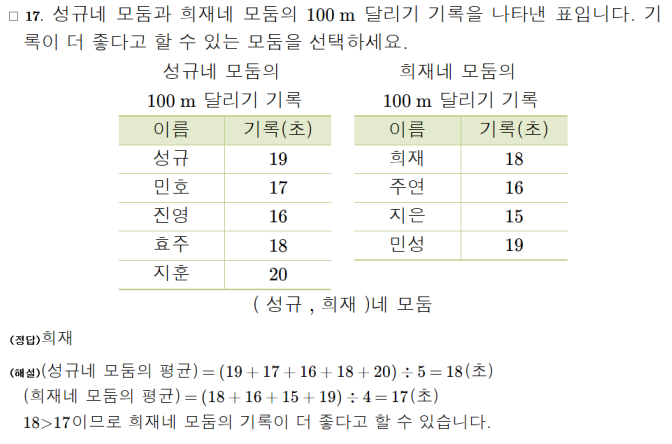 □ 17. 성규네 모둠과 희재네 모둠의 100 m 달리기 기록을 나타낸 표입니다. 기
록이 더 좋다고 할 수 있는 모둠을 선택하세요.
성규네 모둠의 희재네 모둠의
100 m 달리기 기록 100 m 달리기 기록
이름 기록(초) 이름 기록(초)
성규 19 희재 18
민호 17 주연 16
진영 16 지은 15
효주 18 민성 19
지훈 20
( 성규 , 희재 )네 모둠
(정답)희재
(해설)(성규네 모둠의 평균) = (19 + 17 + 16 + 18 + 20) ÷ 5 = 18(초)
(희재네 모둠의 평균) = (18 + 16 + 15 + 19) ÷ 4 = 17(초)
18>17이므로 희재네 모둠의 기록이 더 좋다고 할 수 있습니다.